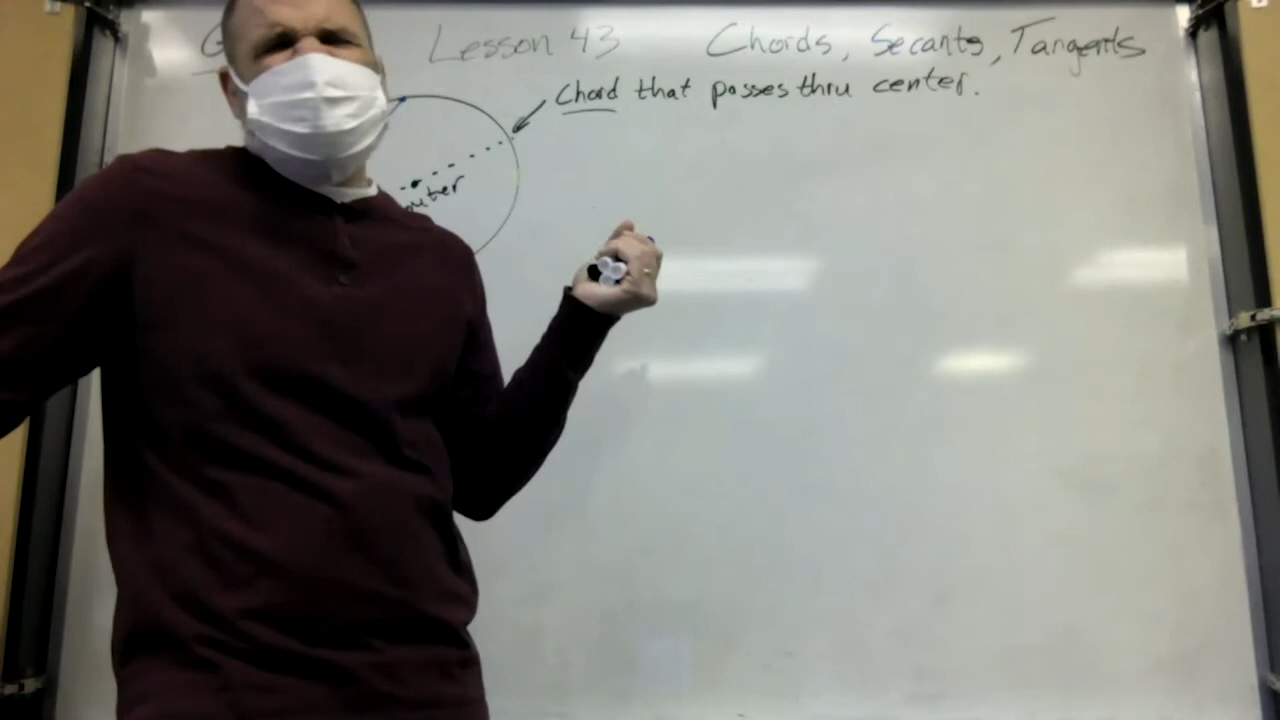 G
Lesson 43
Chords, Secants, Tangents
Chord that passes thru center.